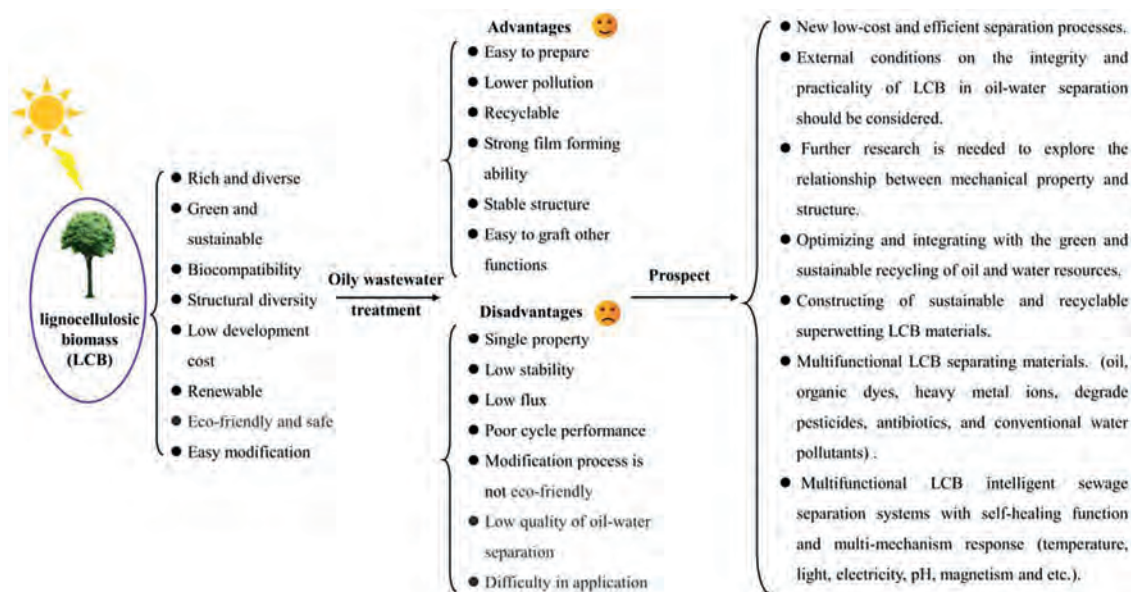 lignocellulosic
biomass
(LCB)
● Rich and diverse
● Green and
sustainable
● Biocompatibility
● Structural diversity
● Low development
cost
● Renewable
● Eco-friendly and safe
● Easy modification
Oily wastewater
treatment
Advantages
● Easy to prepare
● Lower pollution
● Recyclable
● Strong film forming
ability
● Stable structure
● Easy to graft other
functions
Disadvantages
● Single property
● Low stability
● Low flux
● Poor cycle performance
● Modification process is
not eco-friendly
● Low quality of oil-water
separation
● Difficulty in application
Prospect
● New low-cost and efficient separation processes.
● External conditions on the integrity and
practicality of LCB in oil-water separation
should be considered.
● Further research is needed to explore the
relationship between mechanical property and
structure.
● Optimizing and integrating with the green and
sustainable recycling of oil and water resources.
● Constructing of sustainable and recyclable
superwetting LCB materials.
● Multifunctional LCB separating materials. (oil,
organic dyes, heavy metal ions, degrade
pesticides, antibiotics, and conventional water
pollutants) .
● Multifunctional LCB intelligent sewage
separation systems with self-healing function
and multi-mechanism response (temperature,
light, electricity, pH, magnetism and etc.).